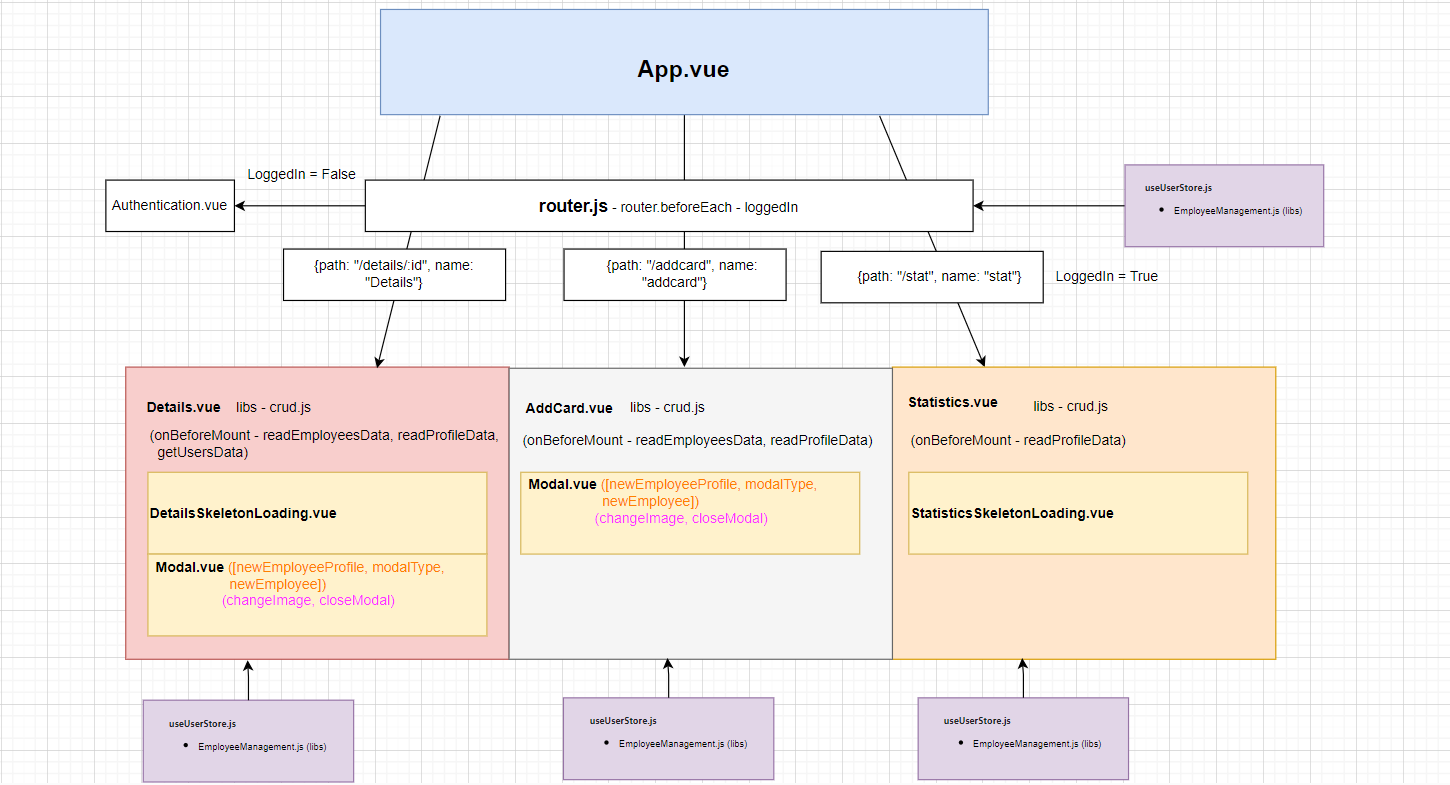 App.vue
LoggedIn = False
Authentication.vue
router.js - router.beforeEach - loggedIn
useUserStore.js
• EmployeeManagement.js (libs)
{path: "/details/:id", name:
"Details"}
{path: "/addcard", name:
"addcard"}
{path: "/stat", name: "stat"}
LoggedIn = True
Details.vue libs - crud.js
(onBeforeMount - readEmployeesData, readProfileData,
getUsersData)
DetailsSkeletonLoading.vue
Modal.vue ([newEmployeeProfile, modalType,
newEmployee])
(changeImage, closeModal)
AddCard.vue libs - crud.js
(onBeforeMount - readEmployeesData, readProfileData)
Modal.vue ([newEmployeeProfile, modalType,
newEmployee])
(changeImage, closeModal)
Statistics.vue libs - crud.js
(onBeforeMount - readProfileData)
StatisticsSkeletonLoading.vue
useUserStore.js
• EmployeeManagement.js (libs)
useUserStore.js
• EmployeeManagement.js (libs)
useUserStore.js
• EmployeeManagement.js (libs)